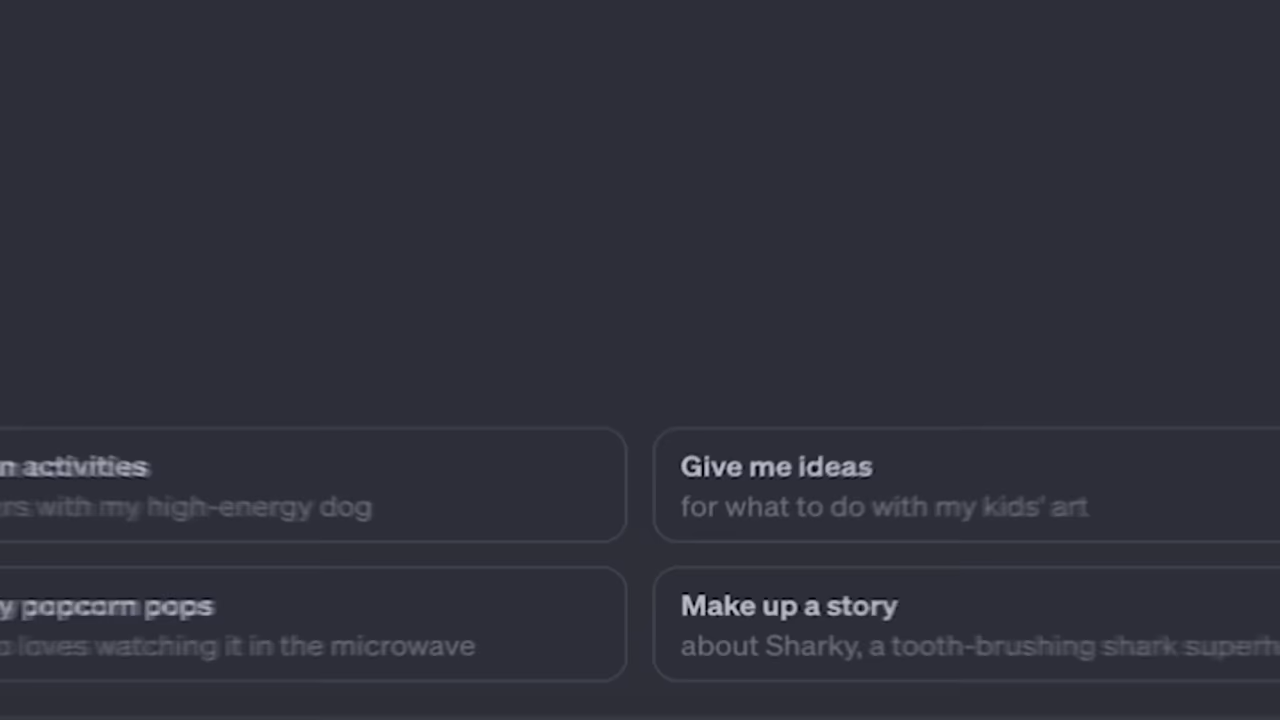 n activities
ers with my high-energy dog
Give me ideas
for what to do with my kids' art
y popcorn pops
o loves watching it in the microwave
Make up a story
about Sharky, a tooth-brushing shark